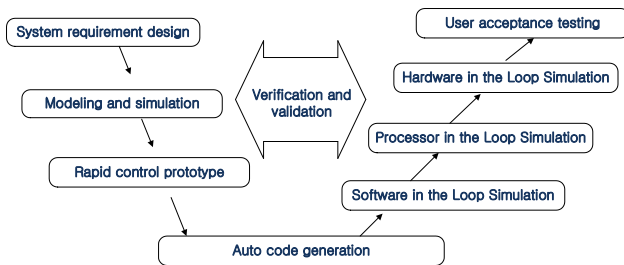 System requirement design
Modeling and simulation
Rapid control prototype
Auto code generation
Verification and
validation
User acceptance testing
Hardware in the Loop Simulation
Processor in the Loop Simulation
Software in the Loop Simulation